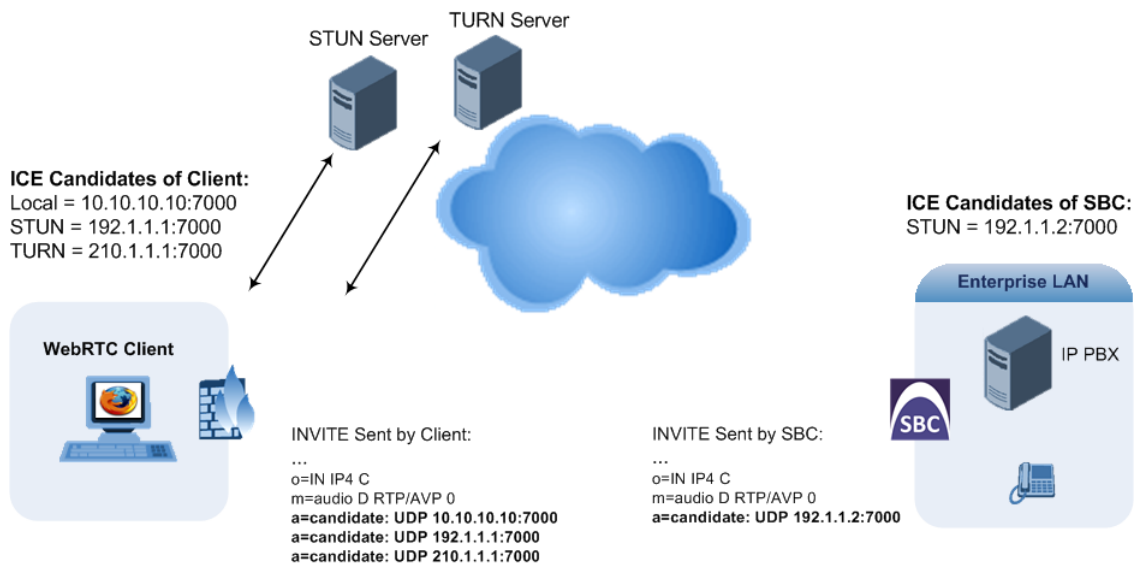 STUN Server
TURN Server
ICE Candidates of Client:
Local = 10.10.10.10:7000
STUN = 192.1.1.1:7000
TURN = 210.1.1.1:7000
ICE Candidates of SBC:
STUN = 192.1.1.2:7000
Enterprise LAN
WebRTC Client
IP PBX
SBC
INVITE Sent by Client:
...
o=IN IP4 C
m=audio D RTP/AVP 0
a=candidate: UDP 10.10.10.10:7000
a=candidate: UDP 192.1.1.1:7000
a=candidate: UDP 210.1.1.1:7000
INVITE Sent by SBC:
...
o=IN IP4 C
m=audio D RTP/AVP 0
a=candidate: UDP 192.1.1.2:7000